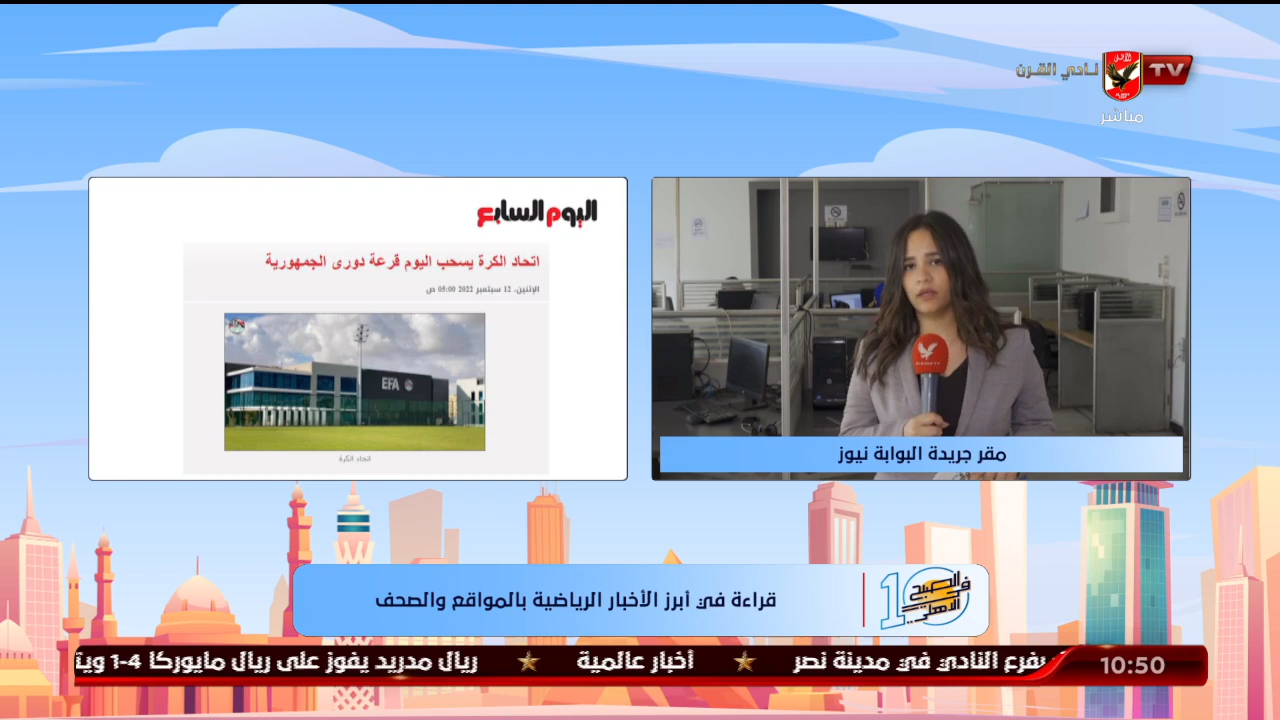 نادي القرن
TV
مباشر
اليوم السابع
اتحاد الكرة يسحب اليوم قرعة دورى الجمهورية
الإثنين، 12 سبتمبر 2022 05:00 ص
EFA
اتحاد الكرة
مقر جريدة البوابة نيوز
10 الصبح في الأهلي
قراءة في أبرز الأخبار الرياضية بالمواقع والصحف
بفرع النادي في مدينة نصر ★ أخبار عالمية ★ ريال مدريد يفوز على ريال مايوركا 4-1
10:50